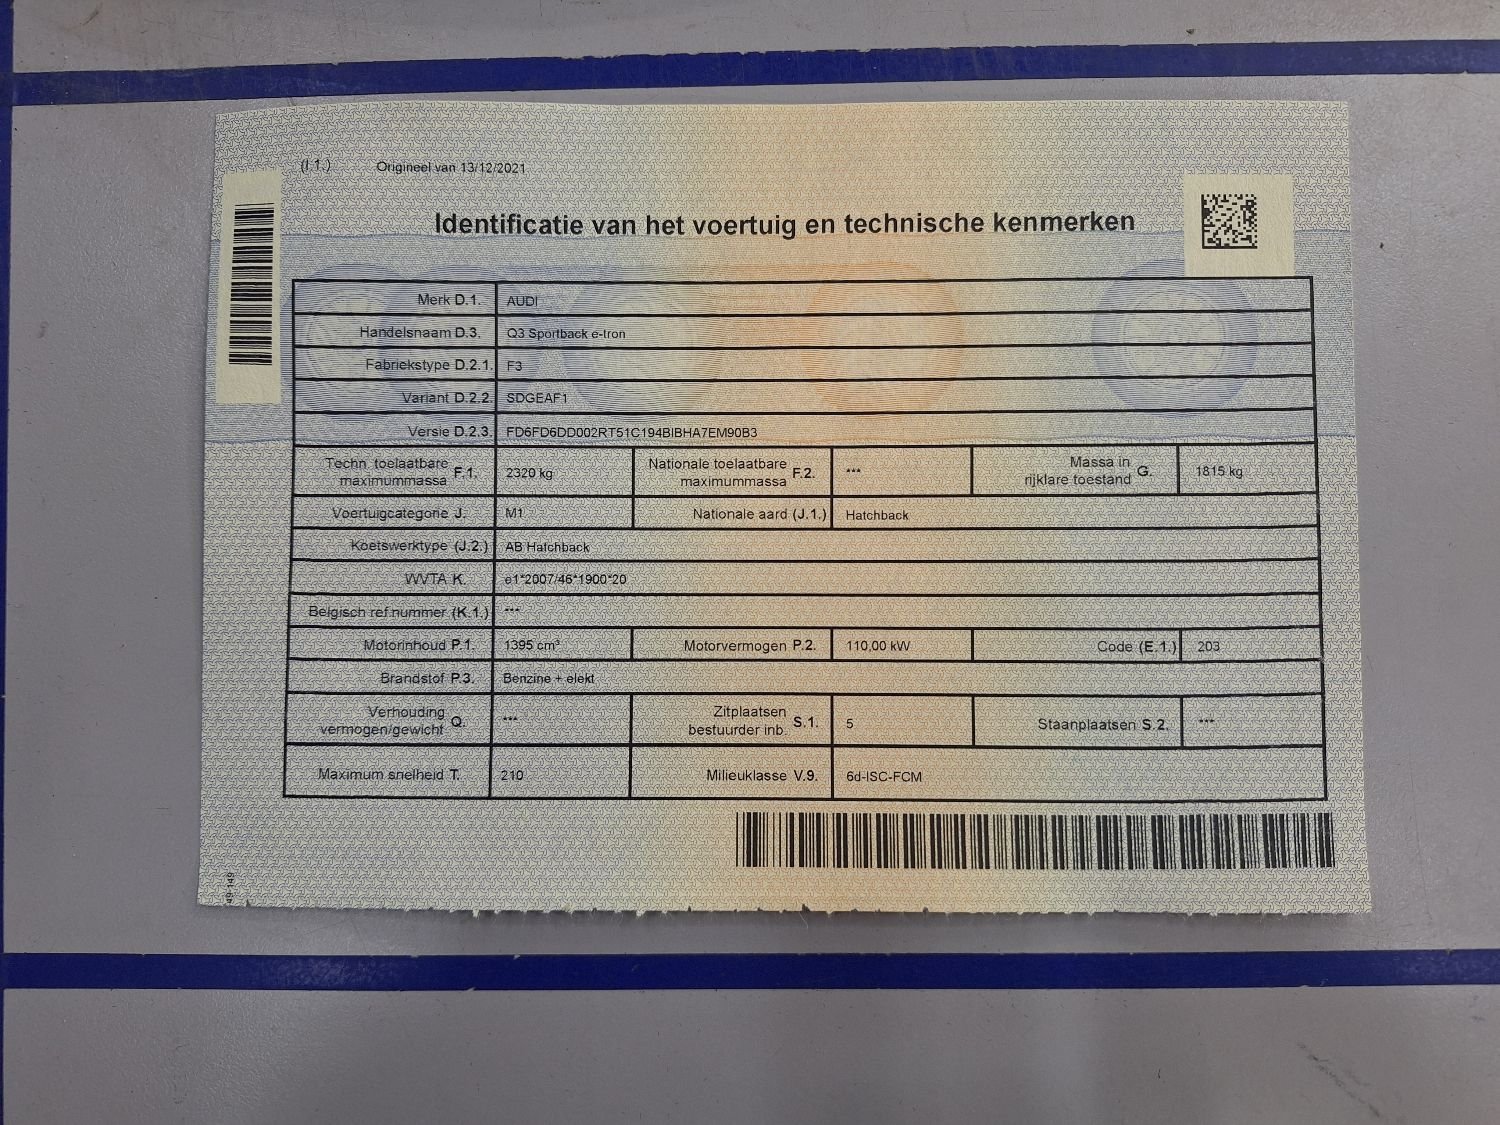 (I.1.) Origineel van 13/12/2021
Identificatie van het voertuig en technische kenmerken
Merk D.1. AUDI
Handelsnaam D.3. Q3 Sportback e-tron
Fabriekstype D.2.1. F3
Variant D.2.2. SDGEAF1
Versie D.2.3. FD6FD6DD002RT51C194BIBHA7EM90B3
Techn. toelaatbare maximummassa F.1. 2320 kg Nationale toelaatbare maximummassa F.2. *** Massa in rijklare toestand G. 1815 kg
Voertuigcategorie J. M1 Nationale aard (J.1.) Hatchback
Koetswerktype (J.2.) AB Hatchback
WVTA K. e1*2007/46*1900*20
Belgisch ref.nummer (K.1.) ***
Motorinhoud P.1. 1395 cm³ Motorvermogen P.2. 110,00 kW Code (E.1.) 203
Brandstof P.3. Benzine + elekt
Verhouding vermogen/gewicht Q. *** Zitplaatsen bestuurder inb. S.1. 5 Staanplaatsen S.2. ***
Maximum snelheid T. 210 Milieuklasse V.9. 6d-ISC-FCM
49-149